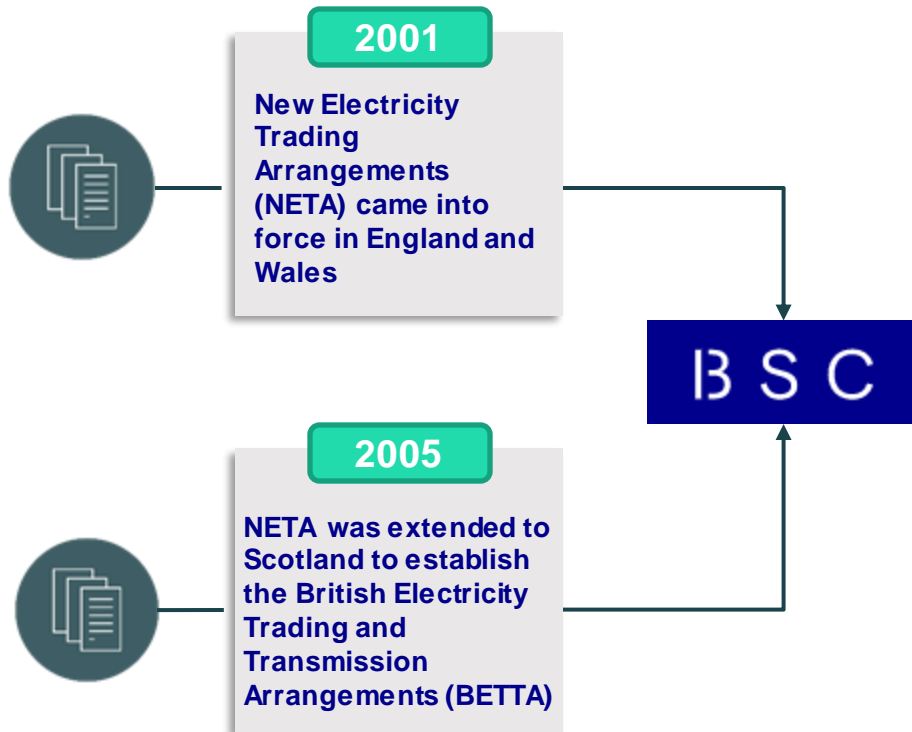 2001
New Electricity
Trading
Arrangements
(NETA) came into
force in England and
Wales
BSC
2005
NETA was extended to
Scotland to establish
the British Electricity
Trading and
Transmission
Arrangements (BETTA)